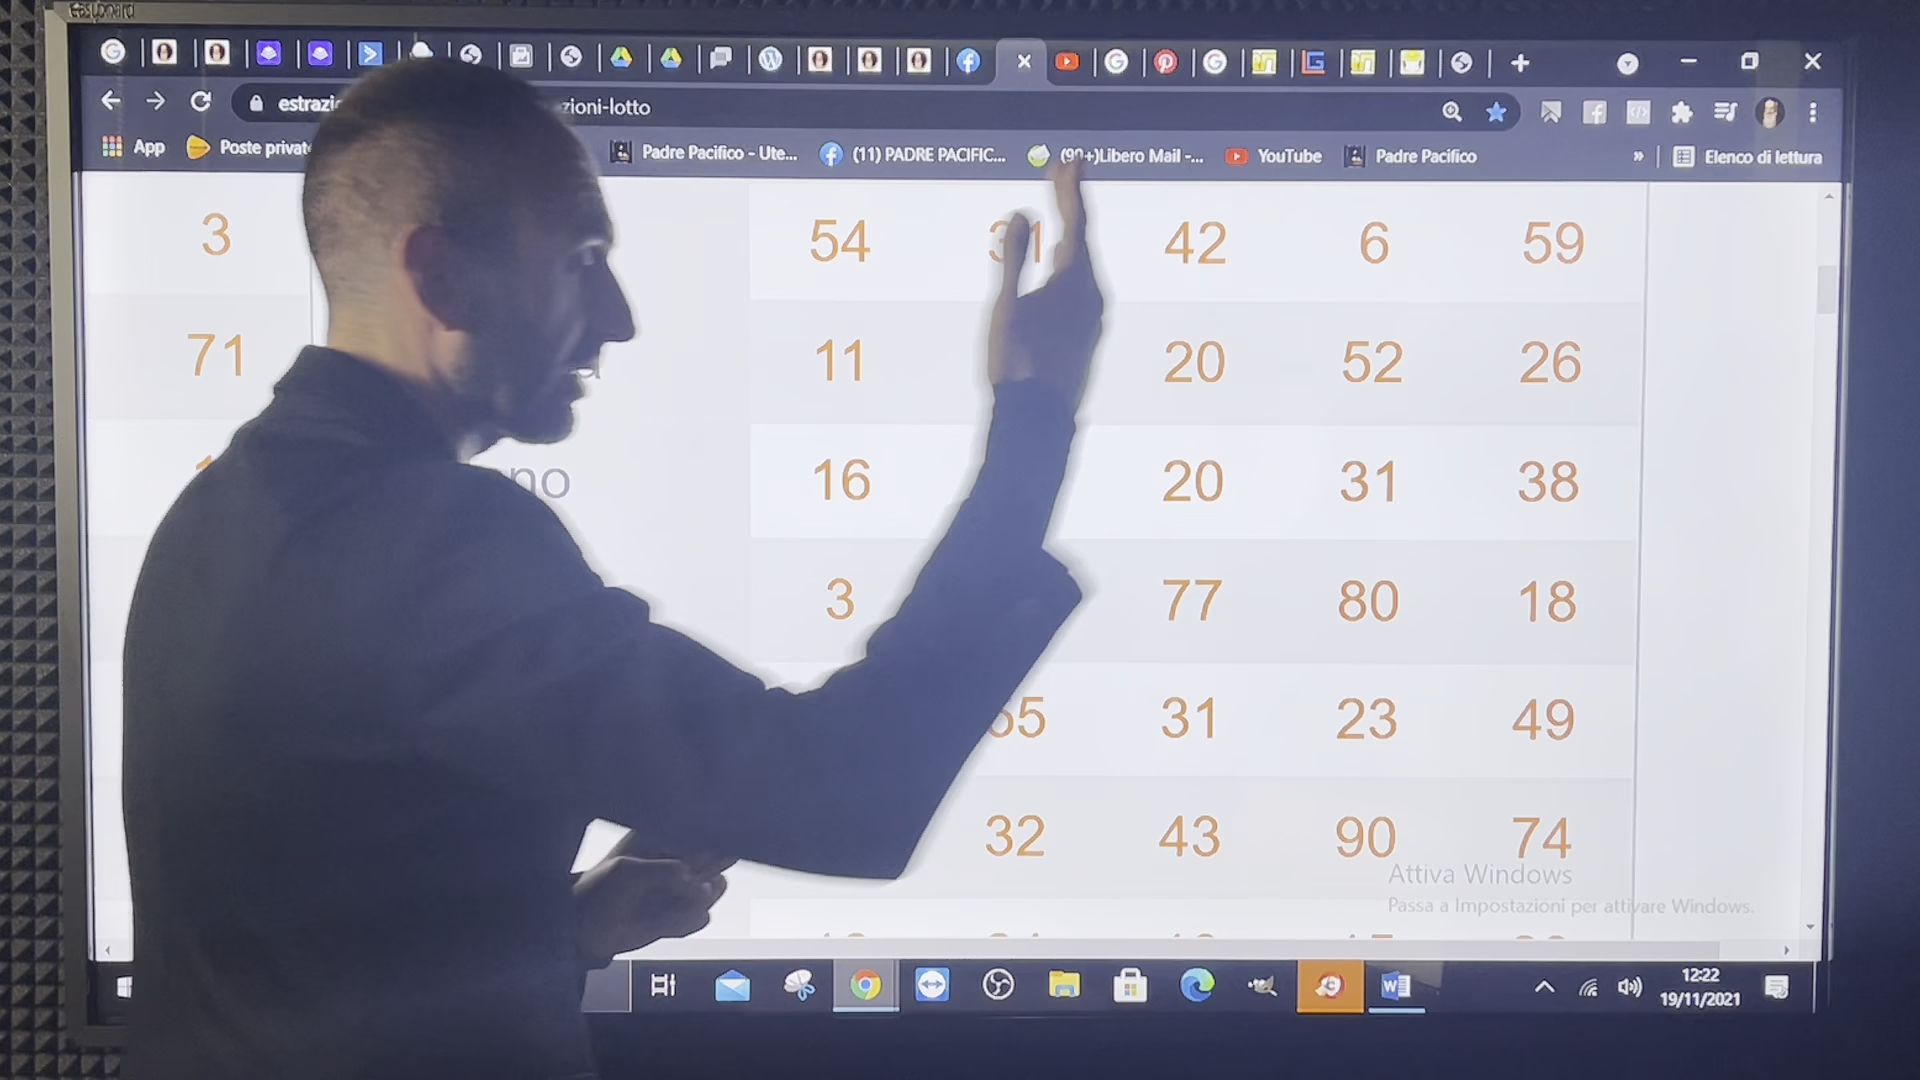 estrazi
zioni-lotto
App
Poste privat
Padre Pacifico - Ute...
(11) PADRE PACIFIC...
(90+)Libero Mail -...
YouTube
Padre Pacifico
»
Elenco di lettura
3 54 31 42 6 59
71 11 20 52 26
no 16 20 31 38
3 77 80 18
31 23 49
32 43 90 74
Attiva Windows
Passa a Impostazioni per attivare Windows.
12:22
19/11/2021